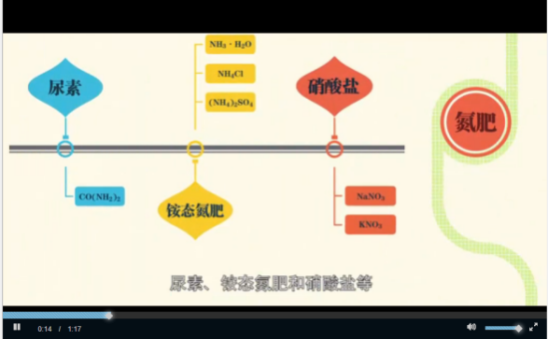 NH₃·H₂O
尿素
NH₄Cl
硝酸盐
(NH₄)₂SO₄
氮肥
CO(NH₂)₂
铵态氮肥
NaNO₃
KNO₃
尿素、铵态氮肥和硝酸盐等
0:14 / 1:17